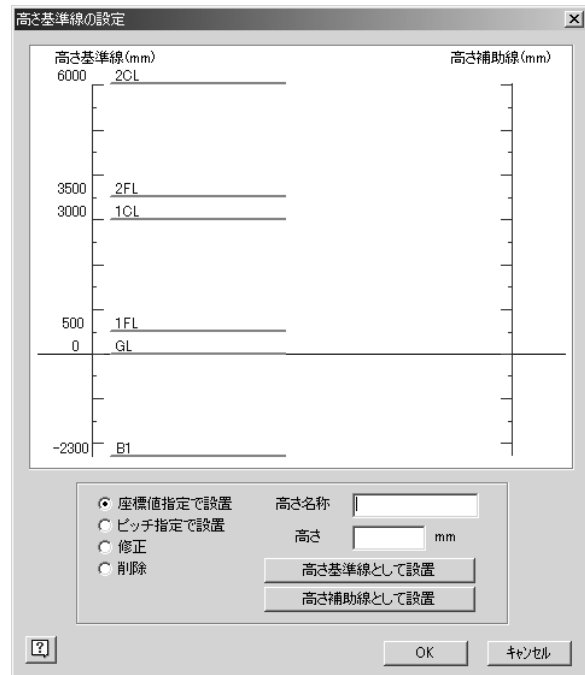 高さ基準線の設定
高さ基準線(mm) 高さ補助線(mm)
6000 2CL
3500 2FL
3000 1CL
500 1FL
0 GL
-2300 B1
座標値指定で設置 高さ名称
ピッチ指定で設置
高さ mm
修正
削除
高さ基準線として設置
高さ補助線として設置
OK キャンセル